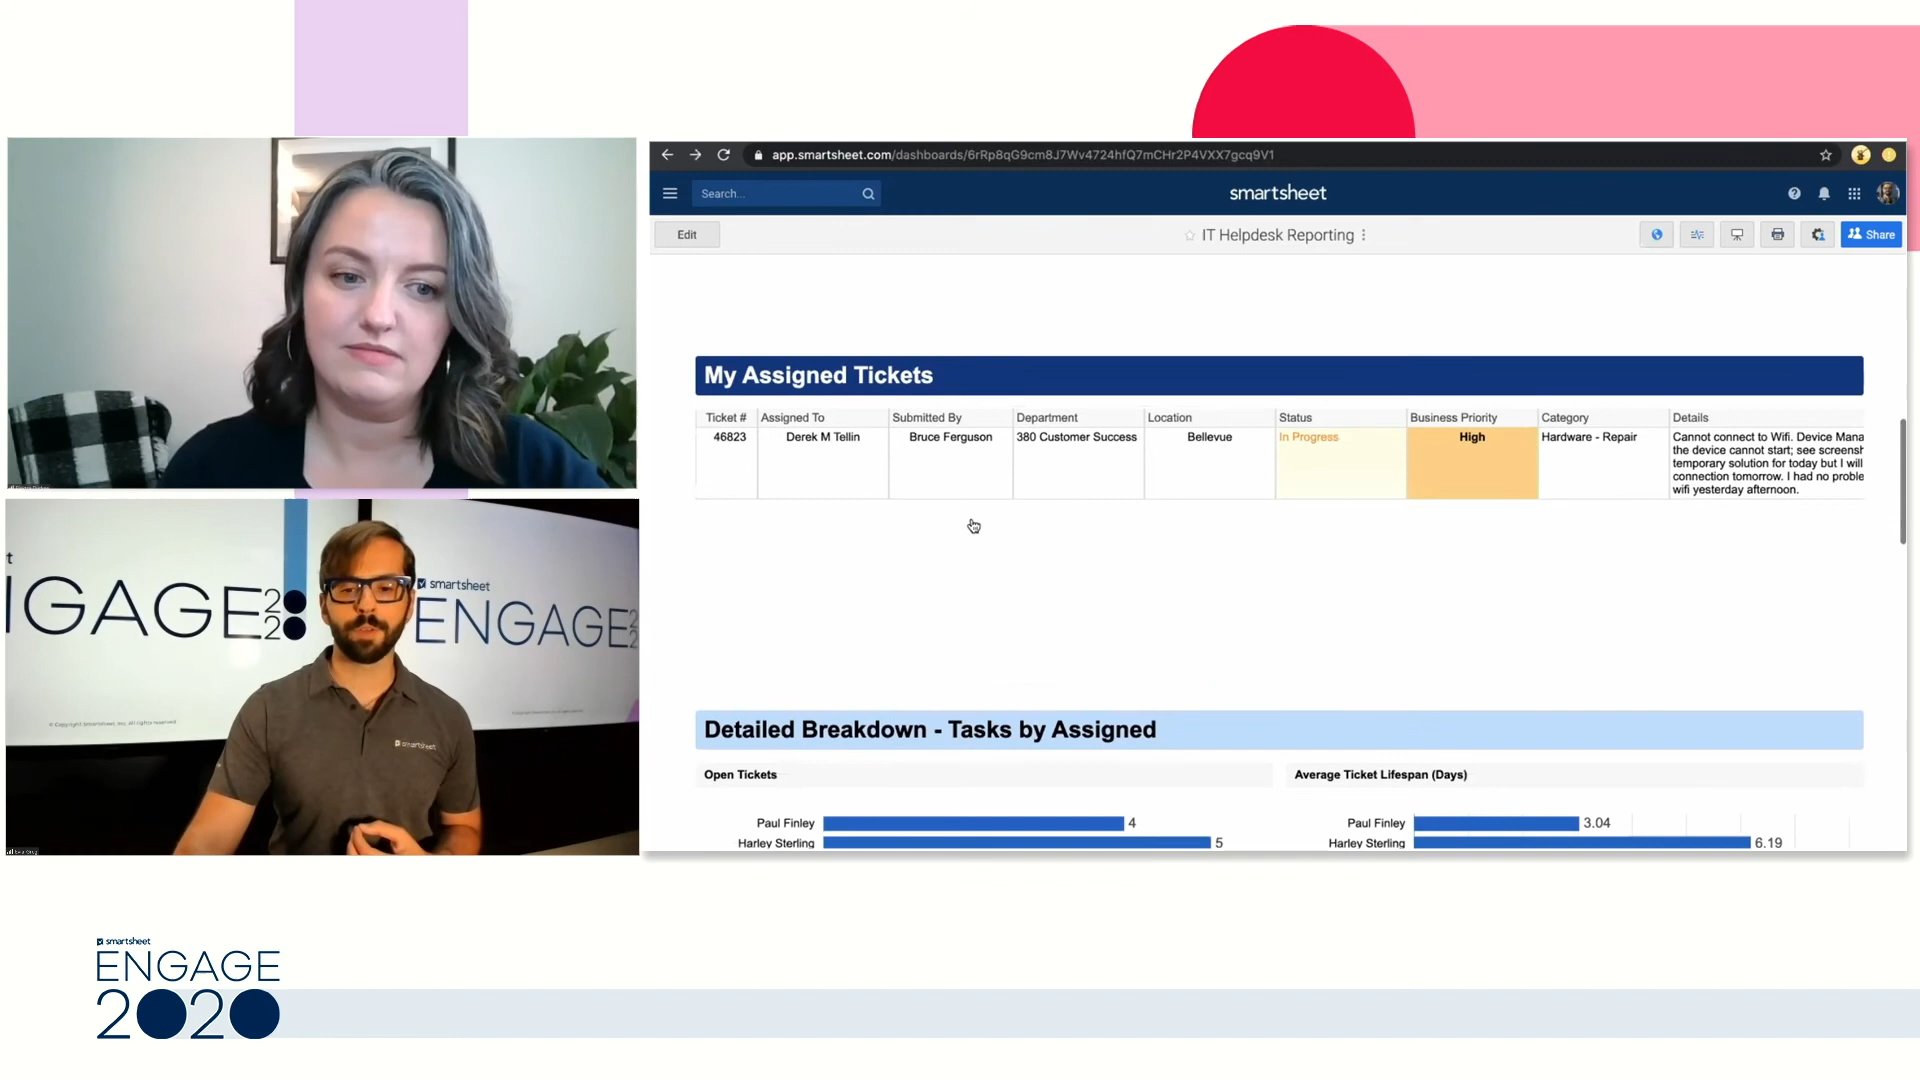 app.smartsheet.com/dashboards/6rRp8qG9cm8J7Wv4724hfQ7mCHr2P4VXX7gcq9V1
Search...
smartsheet
Edit
IT Helpdesk Reporting
Share
My Assigned Tickets
Ticket # Assigned To Submitted By Department Location Status Business Priority Category Details
46823 Derek M Tellin Bruce Ferguson 380 Customer Success Bellevue In Progress High Hardware - Repair Cannot connect to Wifi. Device Mana
the device cannot start; see screensh
temporary solution for today but I will
connection tomorrow. I had no proble
wifi yesterday afternoon.
Detailed Breakdown - Tasks by Assigned
Open Tickets Average Ticket Lifespan (Days)
Paul Finley 4 Paul Finley 3.04
Harley Sterling 5 Harley Sterling 6.19
t
NGAGE 2020
smartsheet
ENGAGE 2
2
smartsheet
smartsheet
ENGAGE
2020